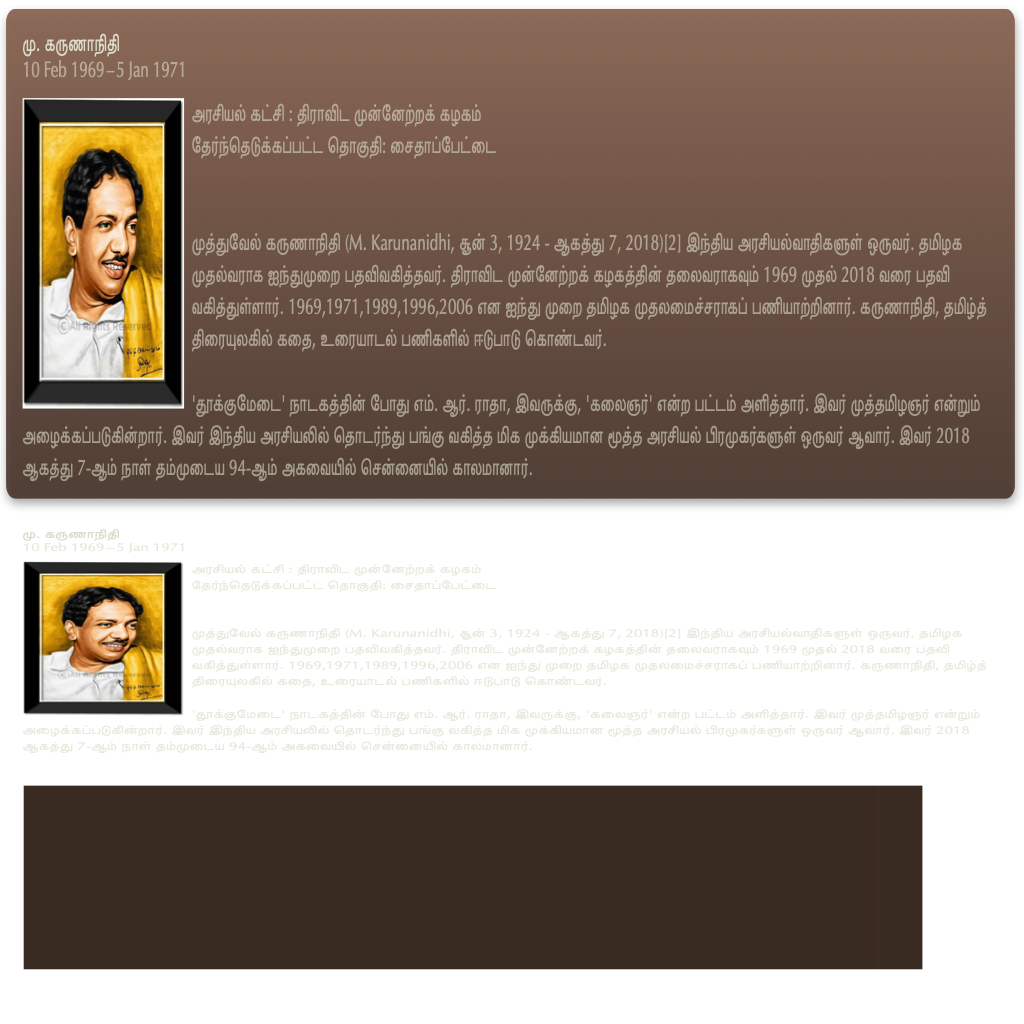 மு. கருணாநிதி
10 Feb 1969–5 Jan 1971
அரசியல் கட்சி : திராவிட முன்னேற்றக் கழகம்
தேர்ந்தெடுக்கப்பட்ட தொகுதி: சைதாப்பேட்டை
முத்துவேல் கருணாநிதி (M. Karunanidhi, சூன் 3, 1924 - ஆகத்து 7, 2018)[2] இந்திய அரசியல்வாதிகளுள் ஒருவர். தமிழக
முதல்வராக ஐந்துமுறை பதவிவகித்தவர். திராவிட முன்னேற்றக் கழகத்தின் தலைவராகவும் 1969 முதல் 2018 வரை பதவி
வகித்துள்ளார். 1969,1971,1989,1996,2006 என ஐந்து முறை தமிழக முதலமைச்சராகப் பணியாற்றினார். கருணாநிதி, தமிழ்த்
திரையுலகில் கதை, உரையாடல் பணிகளில் ஈடுபாடு கொண்டவர்.
©All Rights Reserved
'தூக்குமேடை' நாடகத்தின் போது எம். ஆர். ராதா, இவருக்கு, 'கலைஞர்' என்ற பட்டம் அளித்தார். இவர் முத்தமிழஞர் என்றும்
அழைக்கப்படுகின்றார். இவர் இந்திய அரசியலில் தொடர்ந்து பங்கு வகித்த மிக முக்கியமான மூத்த அரசியல் பிரமுகர்களுள் ஒருவர் ஆவார். இவர் 2018
ஆகத்து 7-ஆம் நாள் தம்முடைய 94-ஆம் அகவையில் சென்னையில் காலமானார்.
மு. கருணாநிதி
10 Feb 1969–5 Jan 1971
அரசியல் கட்சி : திராவிட முன்னேற்றக் கழகம்
தேர்ந்தெடுக்கப்பட்ட தொகுதி: சைதாப்பேட்டை
முத்துவேல் கருணாநிதி (M. Karunanidhi, சூன் 3, 1924 - ஆகத்து 7, 2018)[2] இந்திய அரசியல்வாதிகளுள் ஒருவர். தமிழக
முதல்வராக ஐந்துமுறை பதவிவகித்தவர். திராவிட முன்னேற்றக் கழகத்தின் தலைவராகவும் 1969 முதல் 2018 வரை பதவி
வகித்துள்ளார். 1969,1971,1989,1996,2006 என ஐந்து முறை தமிழக முதலமைச்சராகப் பணியாற்றினார். கருணாநிதி, தமிழ்த்
திரையுலகில் கதை, உரையாடல் பணிகளில் ஈடுபாடு கொண்டவர்.
©All Rights Reserved
'தூக்குமேடை' நாடகத்தின் போது எம். ஆர். ராதா, இவருக்கு, 'கலைஞர்' என்ற பட்டம் அளித்தார். இவர் முத்தமிழஞர் என்றும்
அழைக்கப்படுகின்றார். இவர் இந்திய அரசியலில் தொடர்ந்து பங்கு வகித்த மிக முக்கியமான மூத்த அரசியல் பிரமுகர்களுள் ஒருவர் ஆவார். இவர் 2018
ஆகத்து 7-ஆம் நாள் தம்முடைய 94-ஆம் அகவையில் சென்னையில் காலமானார்.